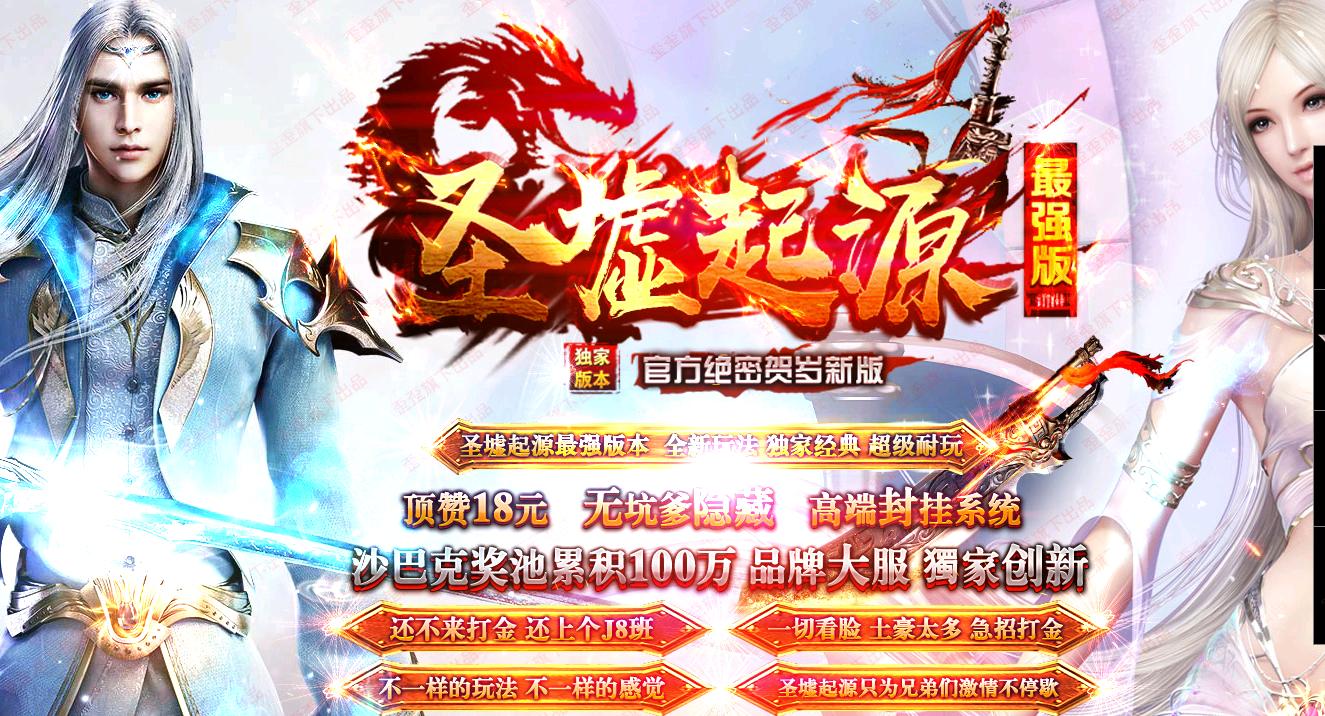 圣墟起源
最强版
独家
版本
官方绝密贺岁新版
圣墟起源最强版本 全新玩法 独家经典 超级耐玩
顶赞18元 无坑多隐藏 高端封挂系统
沙巴克奖池累积100万 品牌大服 獨家创新
还不来打金 还上个J8班
一切看脸 土豪太多 急招打金
不一样的玩法 不一样的感觉
圣墟起源只为兄弟们激情不停歇
歪歪旗下出品